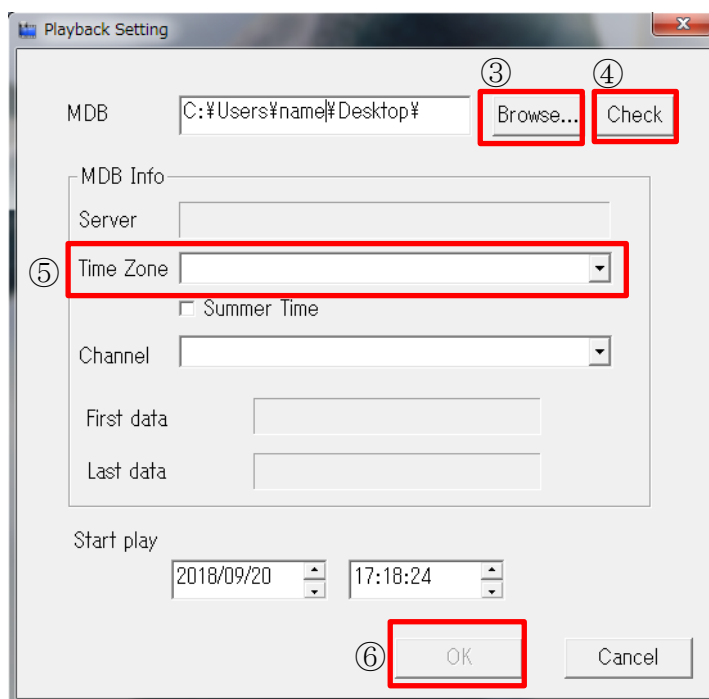 Playback Setting
③ ④
MDB C:¥Users¥name¥Desktop¥ Browse... Check
MDB Info
Server
⑤ Time Zone
Summer Time
Channel
First data
Last data
Start play
2018/09/20 17:18:24
⑥ OK Cancel